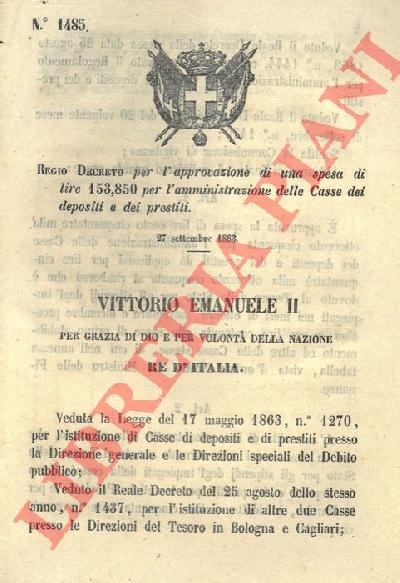 N.° 1485.
REGIO DECRETO per l'approvazione di una spesa di
lire 153,850 per l'amministrazione delle Casse dei
depositi e dei prestiti.
27 settembre 1863
VITTORIO EMANUELE II
PER GRAZIA DI DIO E PER VOLONTÀ DELLA NAZIONE
RE D'ITALIA
Veduta la Legge del 17 maggio 1863, n.° 1270,
per l'istituzione di Casse di depositi e di prestiti presso
la Direzione generale e le Direzioni speciali del Debito
pubblico;
Veduto il Reale Decreto del 25 agosto dello stesso
anno, n.° 1437, per l'istituzione di altre due Casse
presso le Direzioni del Tesoro in Bologna e Cagliari;
LIBRERIA PIANI